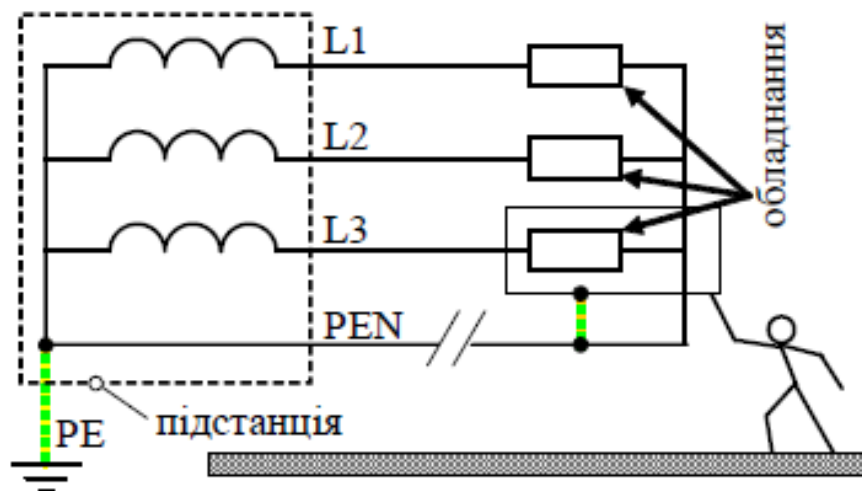 L1
L2
L3
PEN
PE
підстанція
обладнання